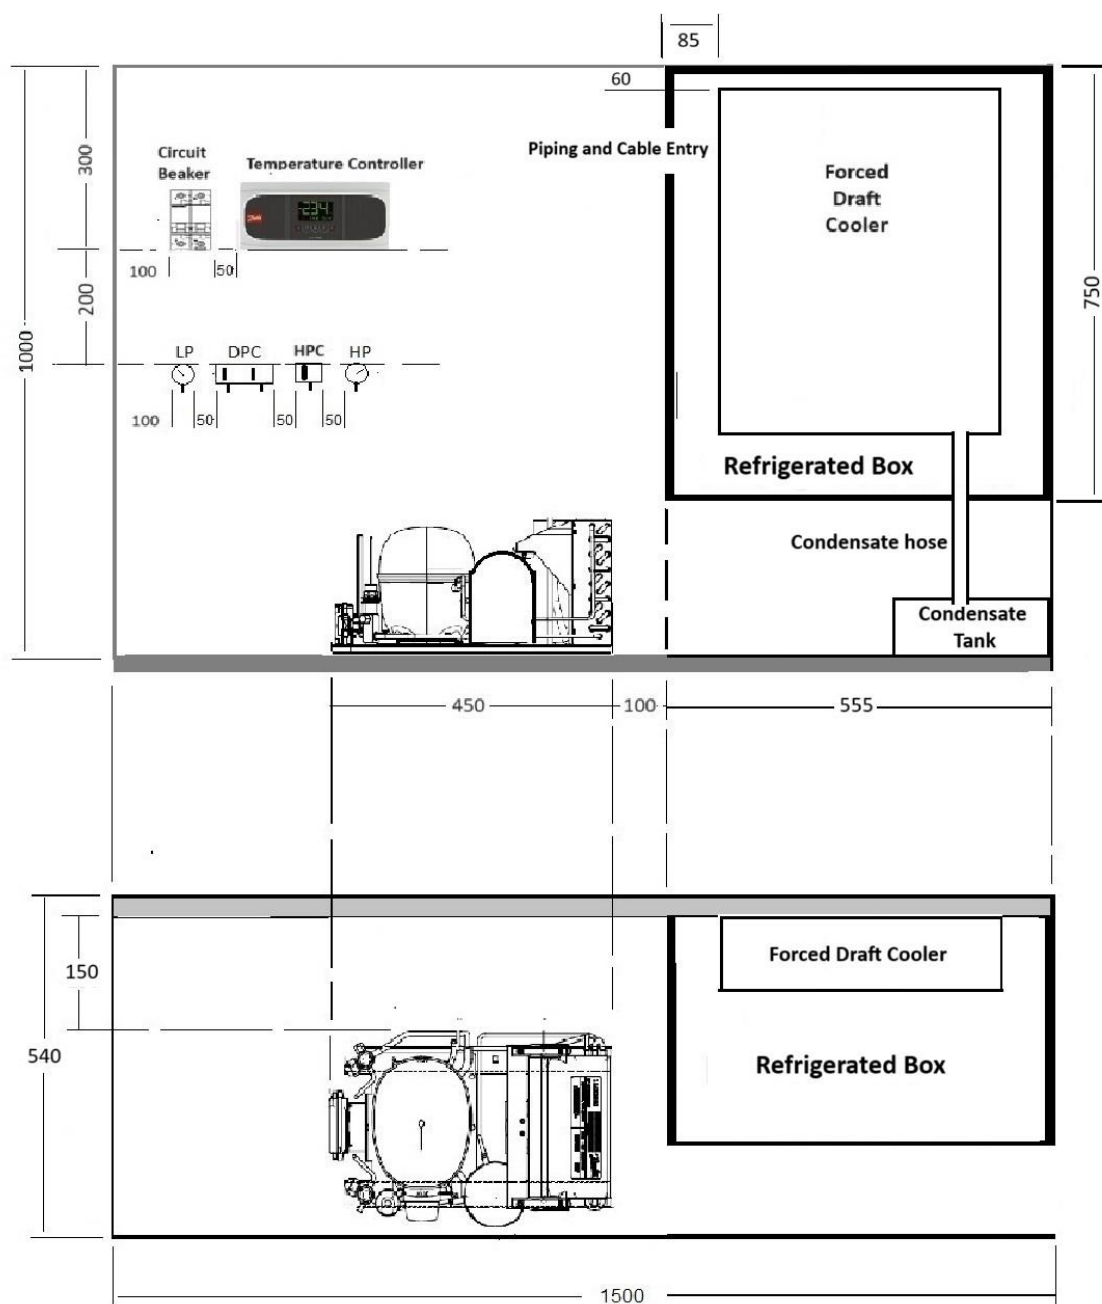 85
60
Circuit
Beaker
Temperature Controller
Piping and Cable Entry
Forced
Draft
Cooler
300
100
50
200
750
1000
LP
DPC
HPC
HP
100
50
50
50
Refrigerated Box
Condensate hose
Condensate
Tank
450
100
555
150
Forced Draft Cooler
540
Refrigerated Box
1500